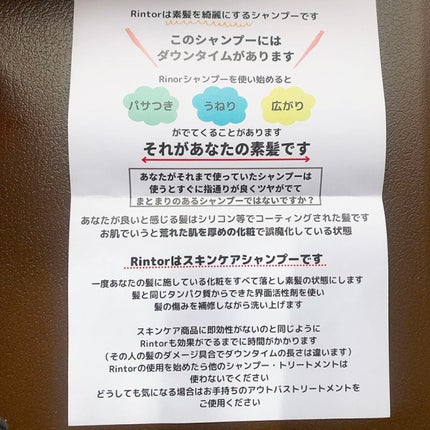 Rintorは素髪を綺麗にするシャンプーです
このシャンプーには
ダウンタイムがあります
Rinorシャンプーを使い始めると
パサつき うねり 広がり
がでてくることがあります
それがあなたの素髪です
あなたがそれまで使っていたシャンプーは
使うとすぐに指通りが良くツヤがでて
まとまりのあるシャンプーではないですか？
あなたが良いと感じる髪はシリコン等でコーティングされた髪です
お肌でいうと荒れた肌を厚めの化粧で誤魔化している状態
Rintorはスキンケアシャンプーです
一度あなたの髪に施している化粧をすべて落とし素髪の状態にします
髪と同じタンパク質からできた界面活性剤を使い
髪の傷みを補修しながら洗い上げます
スキンケア商品に即効性がないのと同じように
Rintorも効果がでるまでに時間がかかります
（その人の髪のダメージ具合でダウンタイムの長さは違います）
Rintorの使用を始めたら他のシャンプー・トリートメントは
使わないでください
どうしても気になる場合はお手持ちのアウトバストリートメントを
ご使用ください